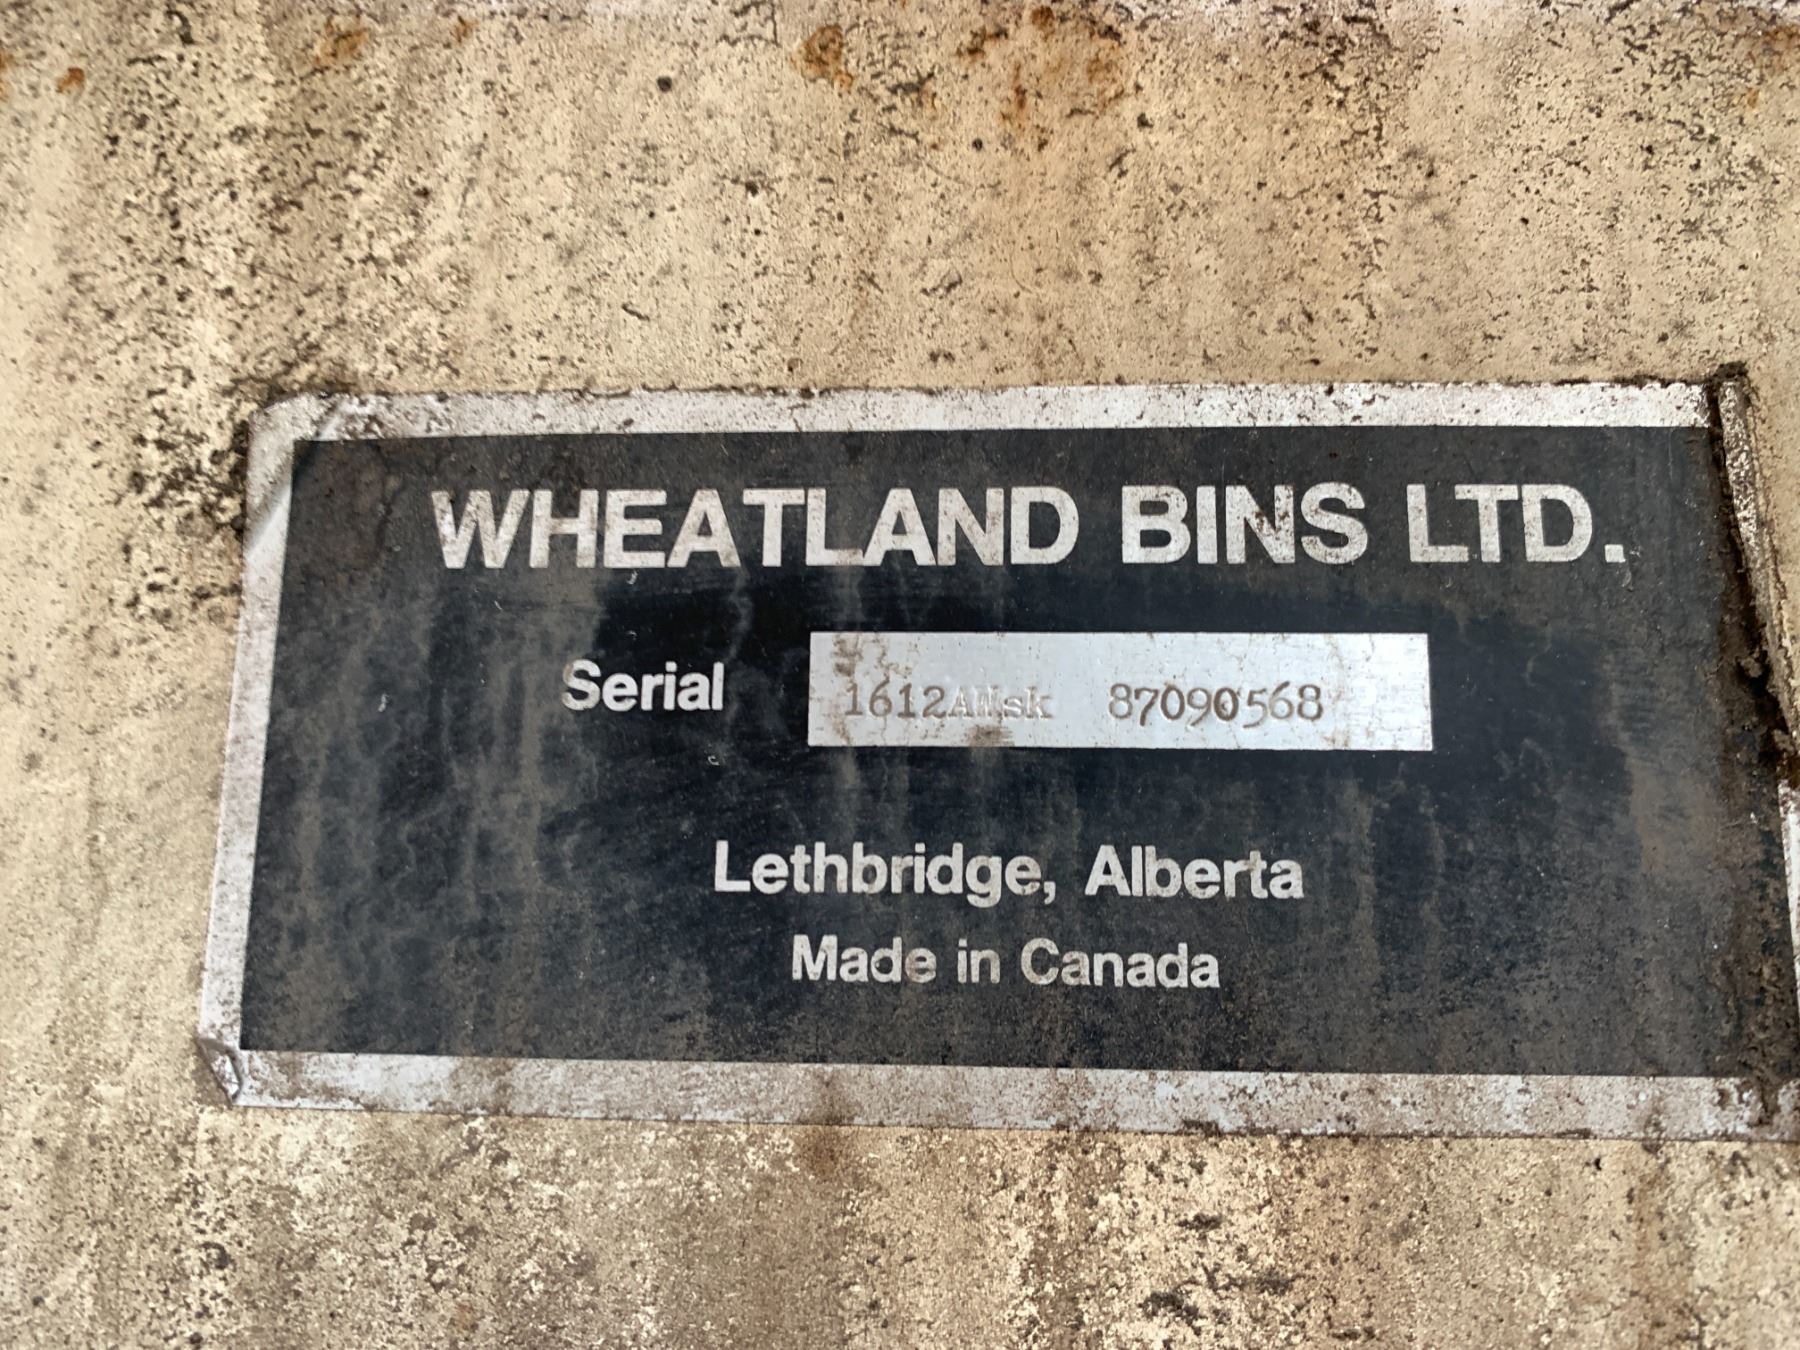 WHEATLAND BINS LTD.
Serial 1612AWsk 87090568
Lethbridge, Alberta
Made in Canada